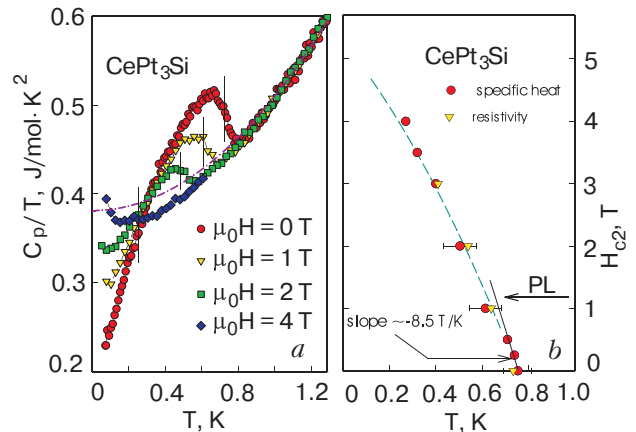 a
CePt3Si
Cp/T, J/mol·K2
0.6
0.5
0.4
0.3
0.2
μ0H = 0 T
μ0H = 1 T
μ0H = 2 T
μ0H = 4 T
a
0 0.4 0.8 1.2
T, K
b
CePt3Si
specific heat
resistivity
5
4
3
2
1
0
Hc2, T
PL
slope ~-8.5 T/K
b
0 0.2 0.4 0.6 0.8 1.0
T, K